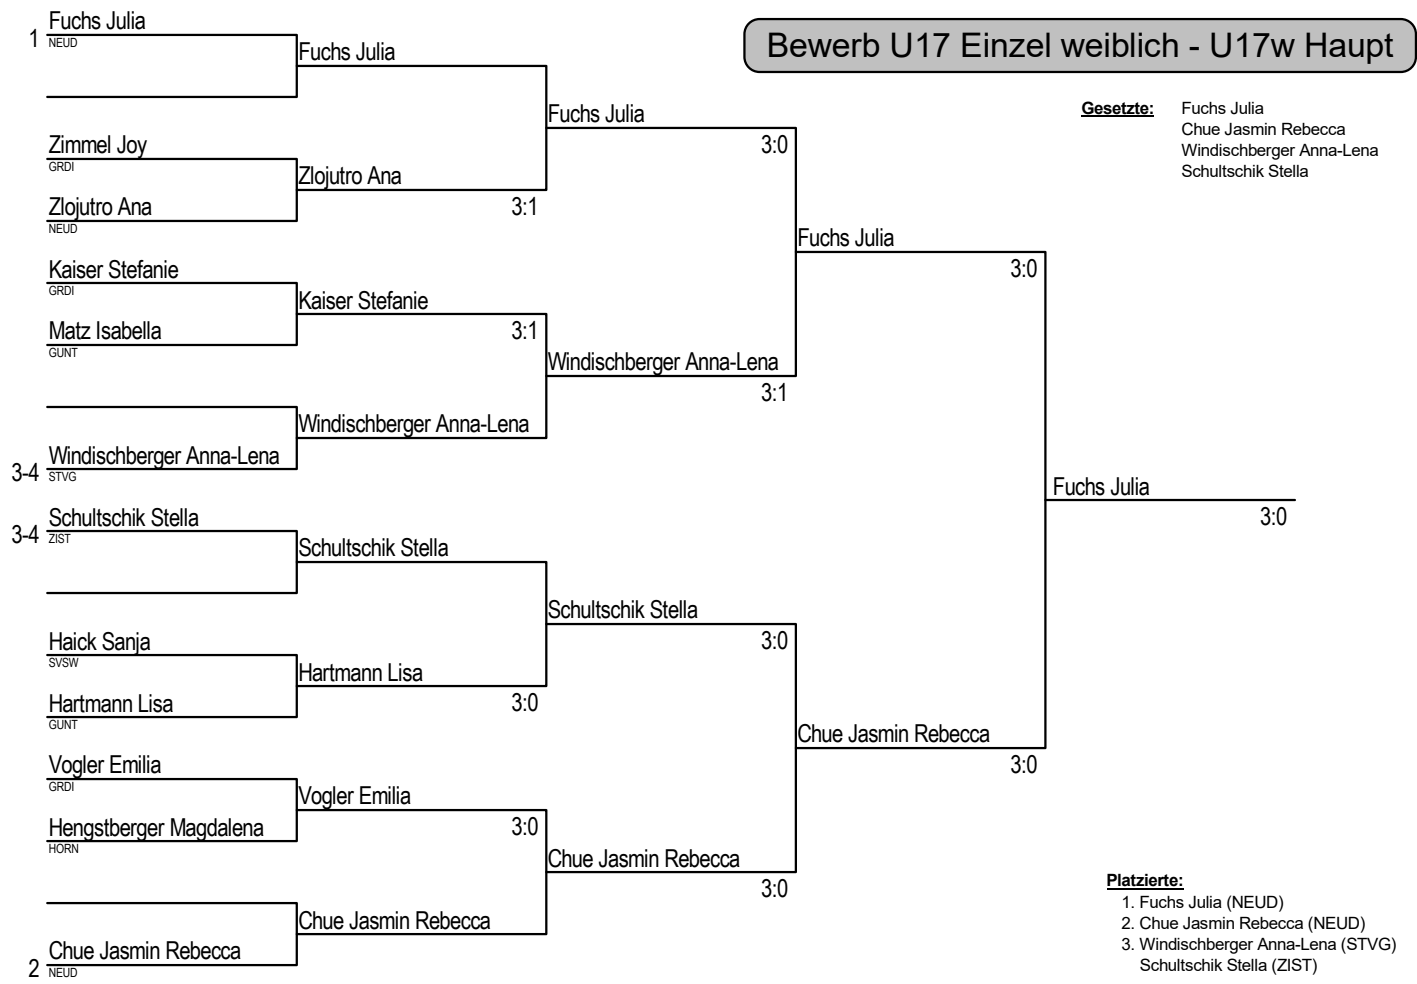 Bewerb U17 Einzel weiblich - U17w Haupt
Gesetzte: Fuchs Julia
Chue Jasmin Rebecca
Windischberger Anna-Lena
Schultschik Stella
1 Fuchs Julia
NEUD
Zimmel Joy
GRDI
Zlojutro Ana
NEUD
Kaiser Stefanie
GRDI
Matz Isabella
GUNT
3-4 Windischberger Anna-Lena
STVG
3-4 Schultschik Stella
ZIST
Haick Sanja
SVSW
Hartmann Lisa
GUNT
Vogler Emilia
GRDI
Hengstberger Magdalena
HORN
2 Chue Jasmin Rebecca
NEUD
Fuchs Julia
Zlojutro Ana
3:1
Kaiser Stefanie
3:1
Windischberger Anna-Lena
Schultschik Stella
Hartmann Lisa
3:0
Vogler Emilia
3:0
Chue Jasmin Rebecca
Fuchs Julia
3:0
Windischberger Anna-Lena
3:1
Schultschik Stella
3:0
Chue Jasmin Rebecca
3:0
Fuchs Julia
3:0
Chue Jasmin Rebecca
3:0
Fuchs Julia
3:0
Platzierte:
1. Fuchs Julia (NEUD)
2. Chue Jasmin Rebecca (NEUD)
3. Windischberger Anna-Lena (STVG)
Schultschik Stella (ZIST)